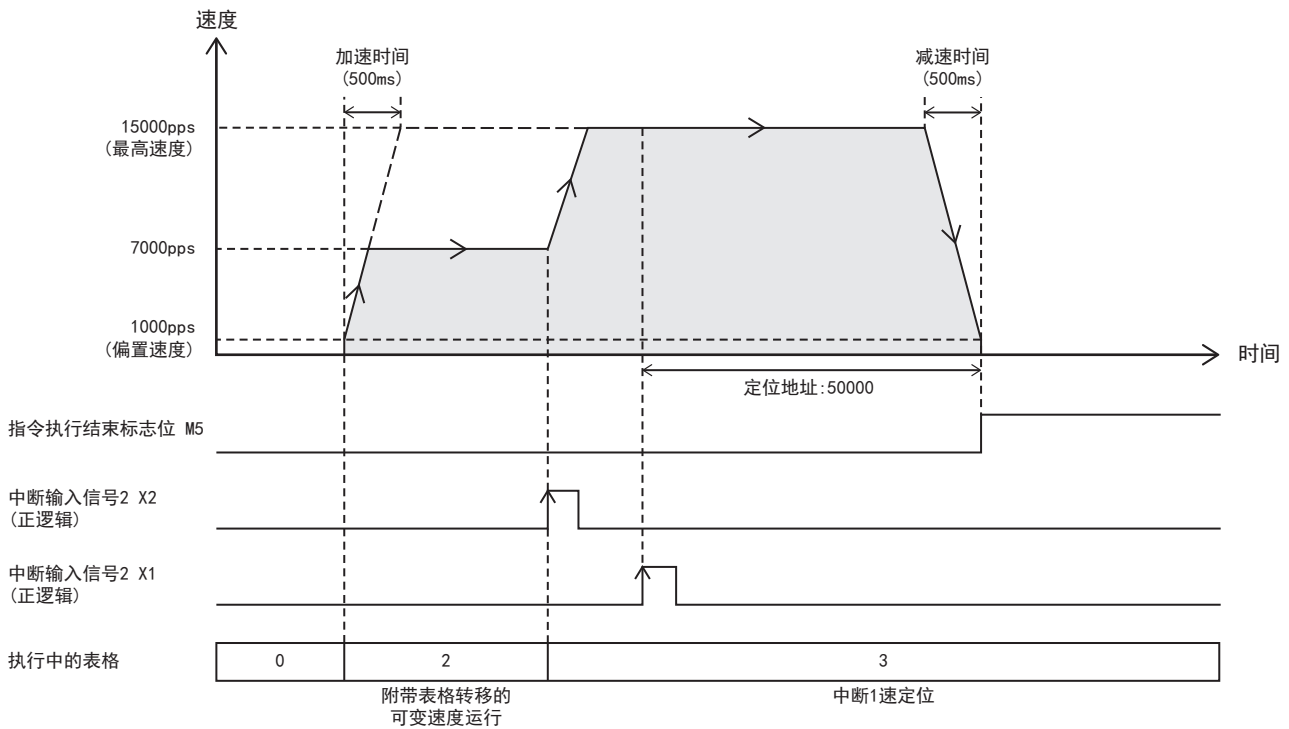 速度
加速时间
(500ms)
减速时间
(500ms)
15000pps
(最高速度)
7000pps
1000pps
(偏置速度)
时间
定位地址:50000
指令执行结束标志位 M5
中断输入信号2 X2
(正逻辑)
中断输入信号2 X1
(正逻辑)
执行中的表格
0
2
3
附带表格转移的
可变速度运行
中断1速定位